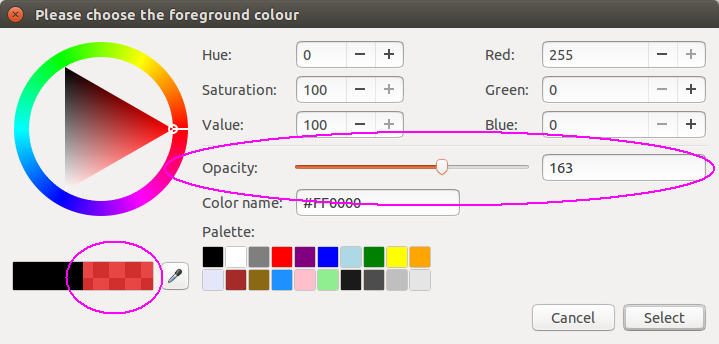 Please choose the foreground colour
Hue: 0 Red: 255
Saturation: 100 Green: 0
Value: 100 Blue: 0
Opacity: 163
Color name: #FF0000
Palette:
Cancel Select